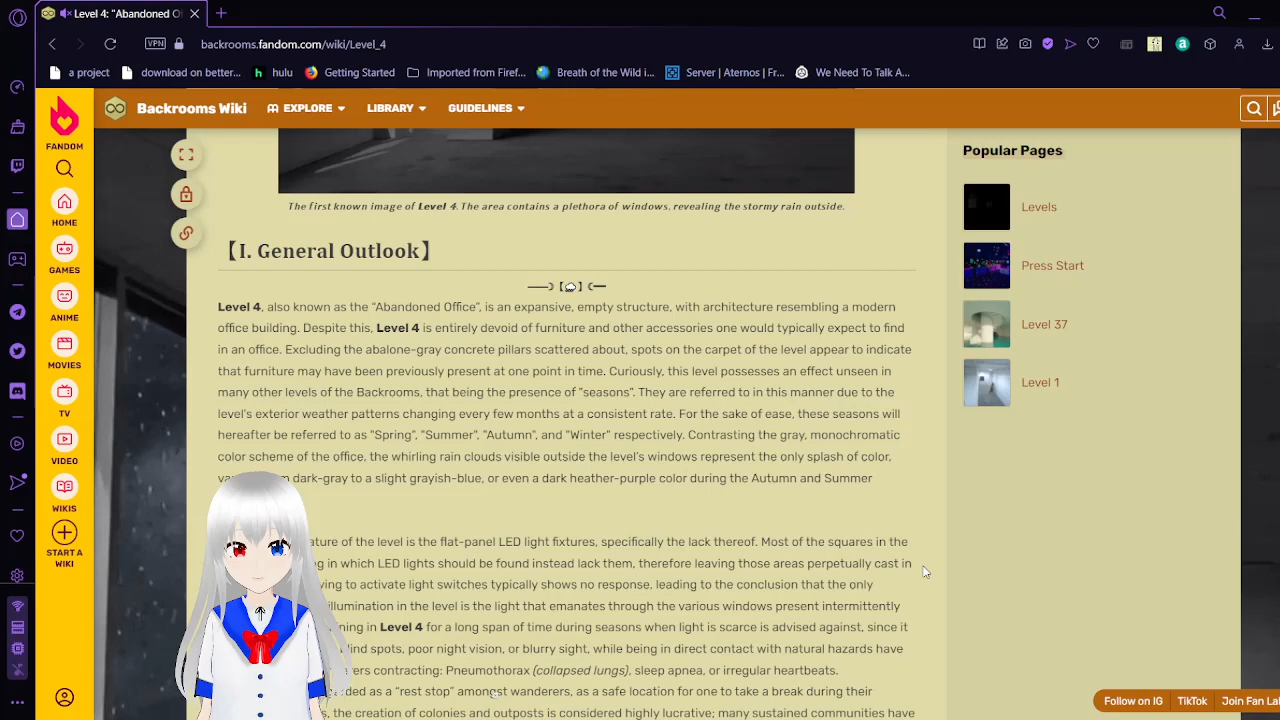 Level 4: "Abandoned O
VPN
backrooms.fandom.com/wiki/Level_4
a project
download on better...
hulu
Getting Started
Imported from Firef...
Breath of the Wild i...
Server | Aternos | Fr...
We Need To Talk A...
FANDOM
HOME
GAMES
ANIME
MOVIES
TV
VIDEO
WIKIS
START A
WIKI
Backrooms Wiki
EXPLORE
LIBRARY
GUIDELINES
The first known image of Level 4. The area contains a plethora of windows, revealing the stormy rain outside.
【I. General Outlook】
Level 4, also known as the “Abandoned Office”, is an expansive, empty structure, with architecture resembling a modern
office building. Despite this, Level 4 is entirely devoid of furniture and other accessories one would typically expect to find
in an office. Excluding the abalone-gray concrete pillars scattered about, spots on the carpet of the level appear to indicate
that furniture may have been previously present at one point in time. Curiously, this level possesses an effect unseen in
many other levels of the Backrooms, that being the presence of "seasons". They are referred to in this manner due to the
level's exterior weather patterns changing every few months at a consistent rate. For the sake of ease, these seasons will
hereafter be referred to as "Spring", "Summer", "Autumn", and "Winter" respectively. Contrasting the gray, monochromatic
color scheme of the office, the whirling rain clouds visible outside the level's windows represent the only splash of color,
dark-gray to a slight grayish-blue, or even a dark heather-purple color during the Autumn and Summer
ature of the level is the flat-panel LED light fixtures, specifically the lack thereof. Most of the squares in the
g in which LED lights should be found instead lack them, therefore leaving those areas perpetually cast in
ying to activate light switches typically shows no response, leading to the conclusion that the only
illumination in the level is the light that emanates through the various windows present intermittently
ning in Level 4 for a long span of time during seasons when light is scarce is advised against, since it
ind spots, poor night vision, or blurry sight, while being in direct contact with natural hazards have
ers contracting: Pneumothorax (collapsed lungs), sleep apnea, or irregular heartbeats.
ded as a “rest stop” amongst wanderers, as a safe location for one to take a break during their
s, the creation of colonies and outposts is considered highly lucrative; many sustained communities have
Popular Pages
Levels
Press Start
Level 37
Level 1
Follow on IG
TikTok
Join Fan La